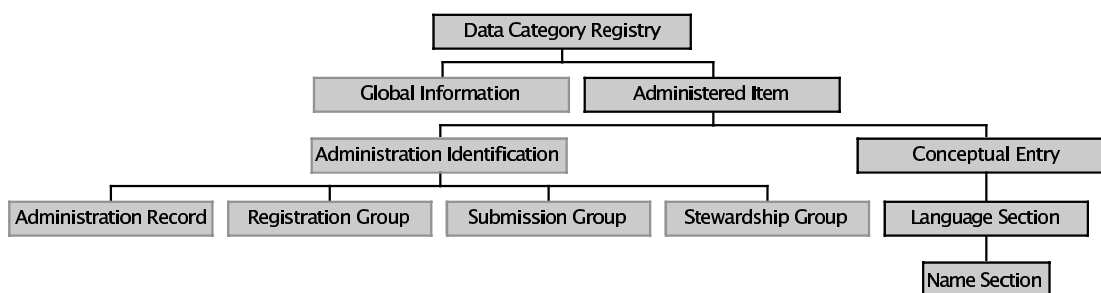 Data Category Registry
Global Information
Administered Item
Administration Identification
Conceptual Entry
Administration Record
Registration Group
Submission Group
Stewardship Group
Language Section
Name Section